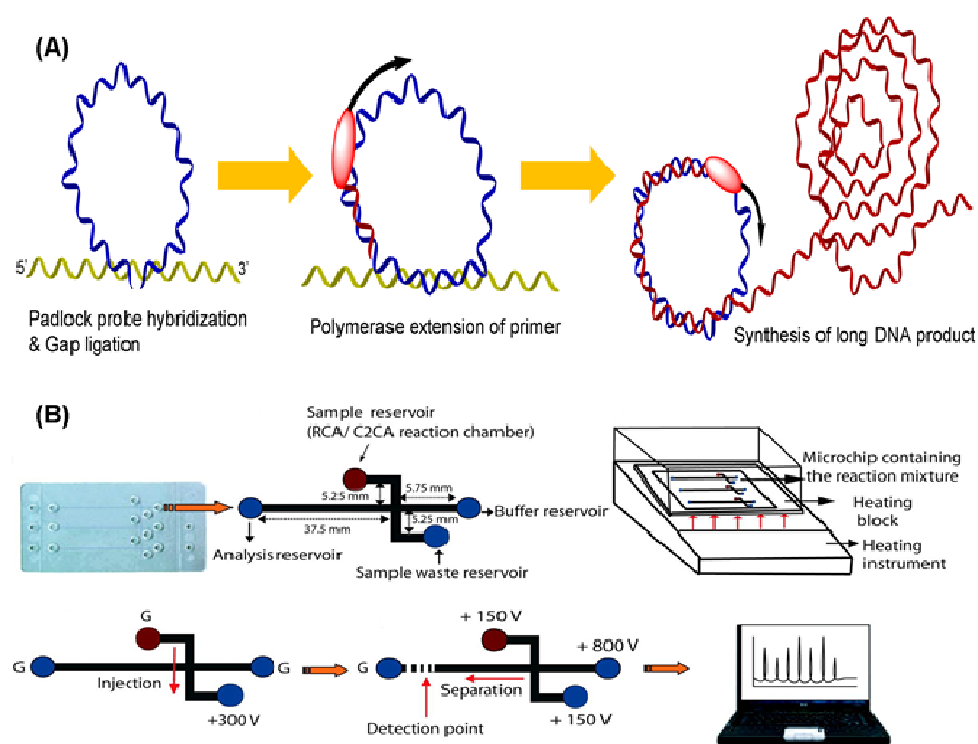 (A)
5'
3'
Padlock probe hybridization
& Gap ligation
Polymerase extension of primer
Synthesis of long DNA product
(B)
Sample reservoir
(RCA/ C2CA reaction chamber)
5.25 mm
5.75 mm
37.5 mm
5.25 mm
Buffer reservoir
Analysis reservoir
Sample waste reservoir
Microchip containing
the reaction mixture
Heating
block
Heating
instrument
G
G
G
Injection
+300 V
+ 150 V
G
+ 800 V
Separation
Detection point
+ 150 V